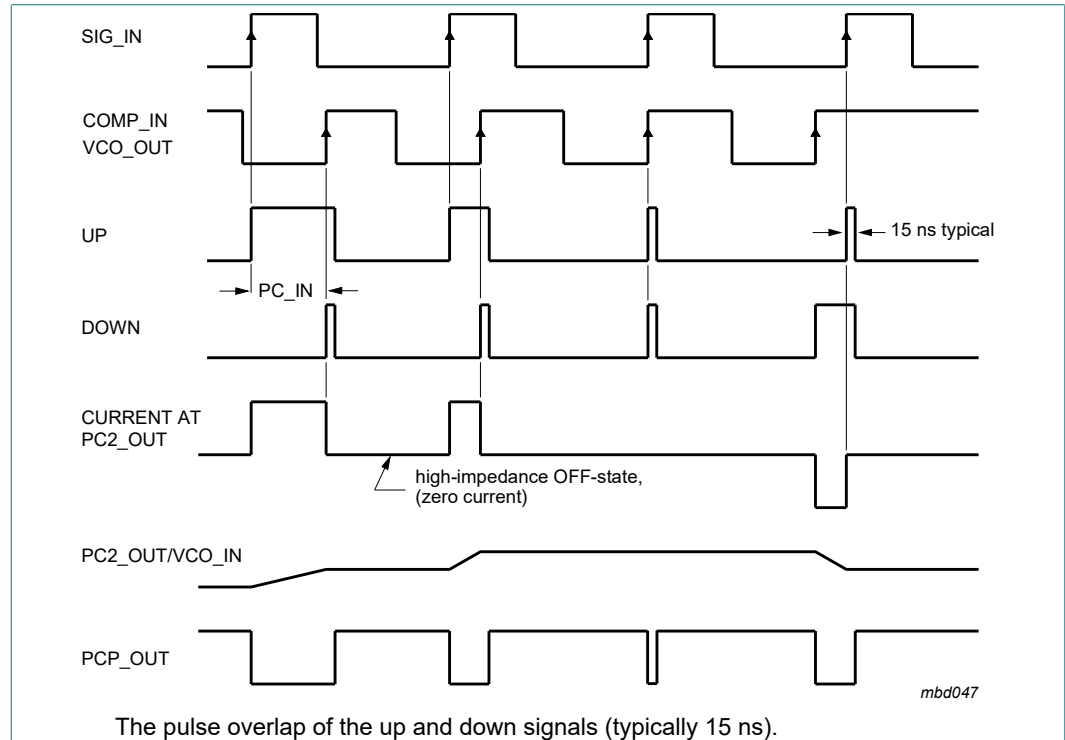 SIG_IN
COMP_IN
VCO_OUT
UP
15 ns typical
PC_IN
DOWN
CURRENT AT
PC2_OUT
high-impedance OFF-state,
(zero current)
PC2_OUT/VCO_IN
PCP_OUT
mbd047
The pulse overlap of the up and down signals (typically 15 ns).